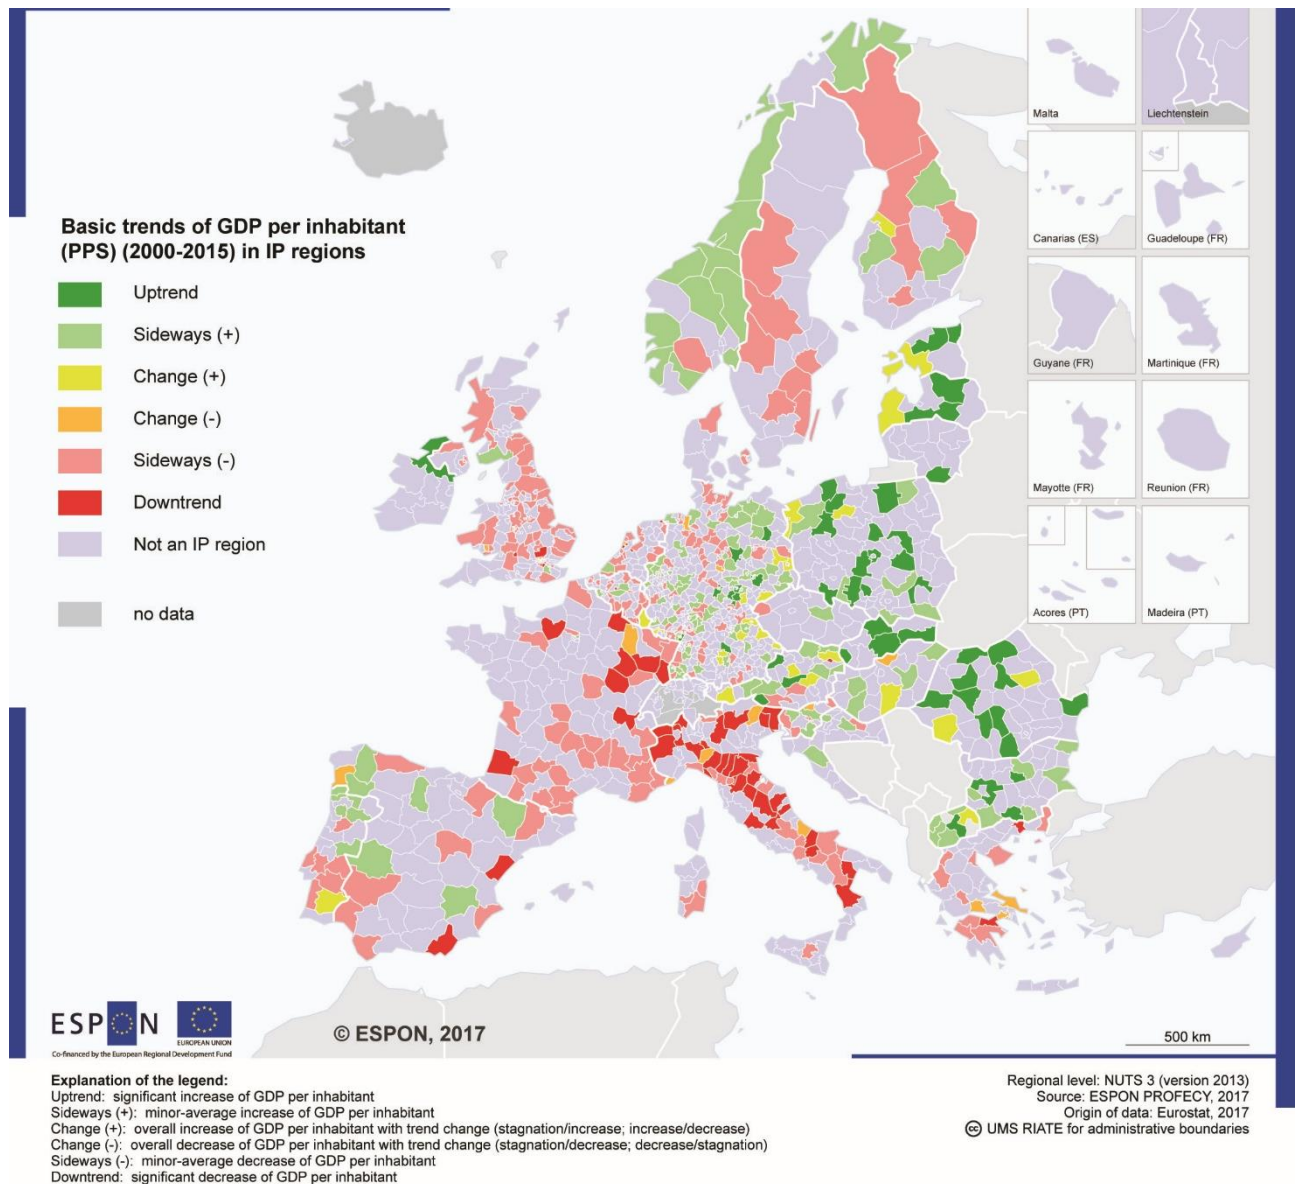 Malta
Liechtenstein
Canarias (ES)
Guadeloupe (FR)
Basic trends of GDP per inhabitant
(PPS) (2000-2015) in IP regions
Uptrend
Sideways (+)
Change (+)
Change (-)
Sideways (-)
Downtrend
Not an IP region
no data
Guyane (FR)
Martinique (FR)
Mayotte (FR)
Reunion (FR)
Acores (PT)
Madeira (PT)
ESPON
EUROPEAN UNION
Co-financed by the European Regional Development Fund
© ESPON, 2017
500 km
Explanation of the legend:
Uptrend: significant increase of GDP per inhabitant
Sideways (+): minor-average increase of GDP per inhabitant
Change (+): overall increase of GDP per inhabitant with trend change (stagnation/increase; increase/decrease)
Change (-): overall decrease of GDP per inhabitant with trend change (stagnation/decrease; decrease/stagnation)
Sideways (-): minor-average decrease of GDP per inhabitant
Downtrend: significant decrease of GDP per inhabitant
Regional level: NUTS 3 (version 2013)
Source: ESPON PROFECY, 2017
Origin of data: Eurostat, 2017
㏄ UMS RIATE for administrative boundaries